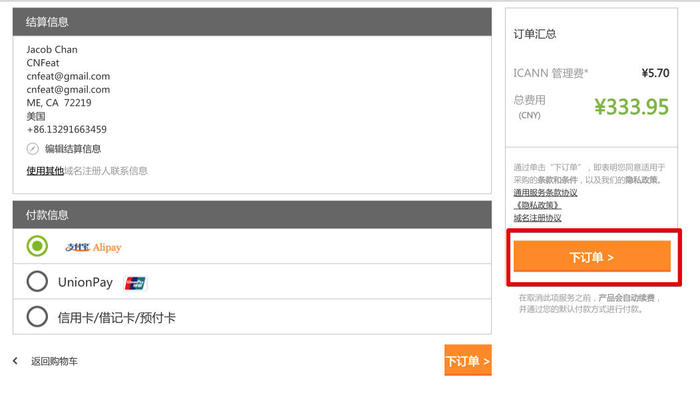 结算信息
Jacob Chan
CNFeat
cnfeat@gmail.com
cnfeat@gmail.com
ME, CA 72219
美国
+86.13291663459
编辑结算信息
使用其他域名注册人联系信息
付款信息
支付宝 Alipay
UnionPay
信用卡/借记卡/预付卡
返回购物车
下订单 >
订单汇总
ICANN 管理费* ¥5.70
总费用 ¥333.95
(CNY)
通过单击“下订单”，即表明您同意适用于
采购的条款和条件，以及我们的隐私政策。
通用服务条款协议
《隐私政策》
域名注册协议
下订单 >
在取消此项服务之前，产品会自动续费，
并通过您的默认付款方式进行付款。